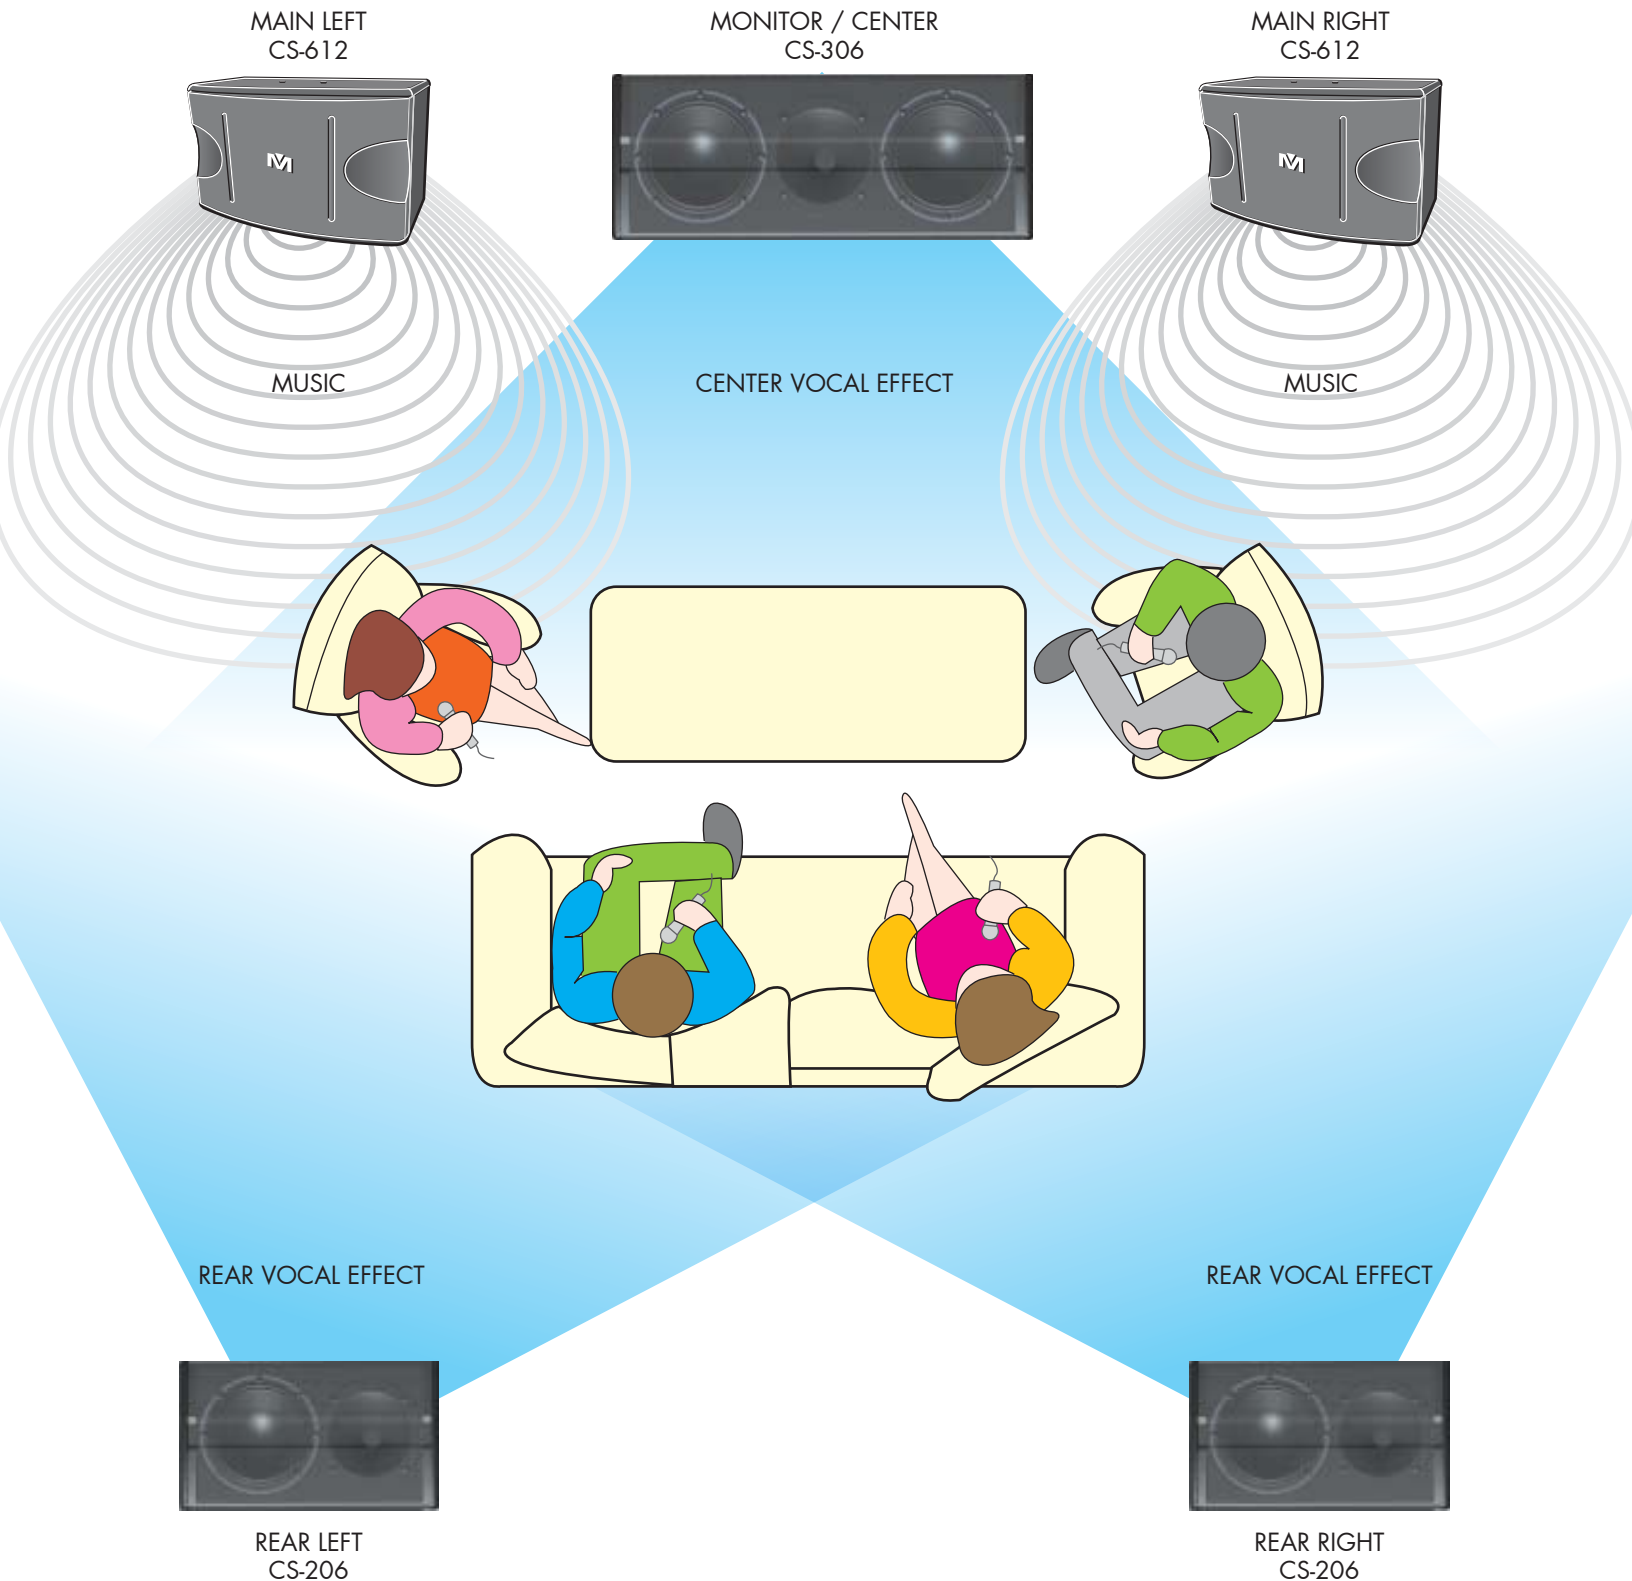 MAIN LEFT
CS-612
MONITOR / CENTER
CS-306
MAIN RIGHT
CS-612
MUSIC
CENTER VOCAL EFFECT
MUSIC
REAR VOCAL EFFECT
REAR VOCAL EFFECT
REAR LEFT
CS-206
REAR RIGHT
CS-206